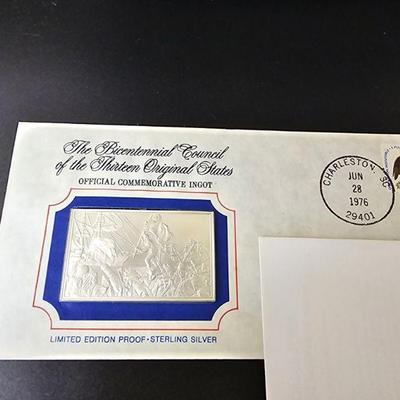 The Bicentennial Council
of the Thirteen Original States
OFFICIAL COMMEMORATIVE INGOT
CHARLESTON, SC
JUN
28
1976
29401
LIMITED EDITION PROOF · STERLING SILVER